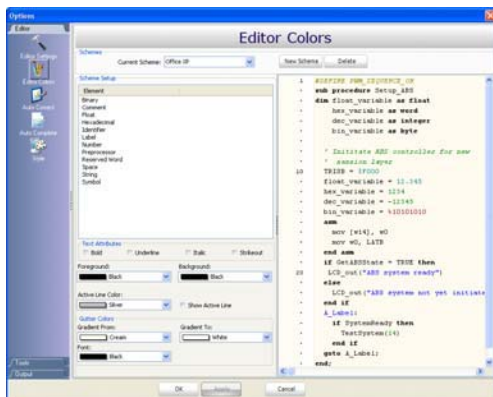 Options
Editor
Editor Colors
Editor Settings
Editor Colors
Auto Correct
Auto Complete
Style
Tools
Output
Schemes
Current Scheme: Office XP
New Scheme
Delete
Scheme Setup
Element
Binary
Comment
Float
Hexadecimal
Identifier
Label
Number
Preprocessor
Reserved Word
Space
String
Symbol
Text Attributes
Bold Underline Italic Strikeout
Foreground: Background:
Black Black
Active Line Color:
Silver Show Active Line
Gutter Colors
Gradient From: Gradient To:
Cream White
Font:
Black
1 #DEFINE PWM_SEQUENCE_OK
sub procedure Setup_ABS
dim float_variable as float
hex_variable as word
dec_variable as integer
bin_variable as byte
' Inititate ABS controller for new
' session layer
10 TRISB = $F000
float_variable = 12.345
hex_variable = 1234
dec_variable = -12345
bin_variable = %10101010
asm
mov [w14], w0
mov w0, LATB
end asm
if GetABSState = TRUE then
20 LCD_out("ABS system ready")
else
LCD_out("ABS system not yet initiate
end if
A_Label:
if SystemReady then
TestSystem(14)
end if
goto A_Label;
end;
OK
Apply
Cancel